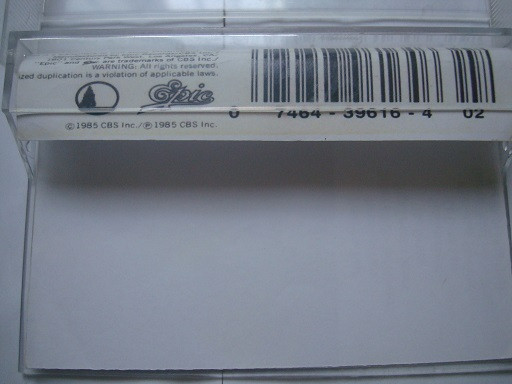 "Epic" and are trademarks of CBS Inc./
WARNING: All rights reserved.
ized duplication is a violation of applicable laws.
Epic
0 7464 - 39616 - 4 02
© 1985 CBS Inc./℗ 1985 CBS Inc.